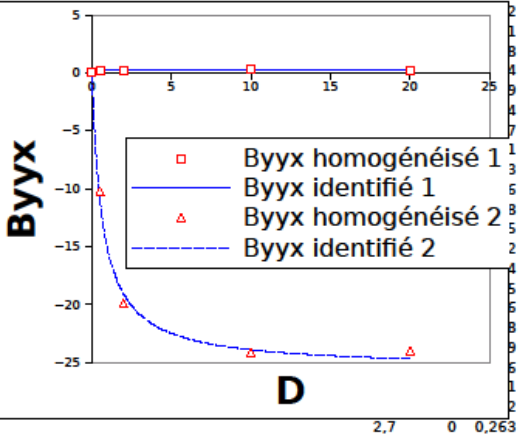 5
0
0
5
10
15
20
25
−5
−10
−15
−20
−25
Byyx
Byyx homogénéisé 1
Byyx identifié 1
Byyx homogénéisé 2
Byyx identifié 2
D
2,7 0 0,263